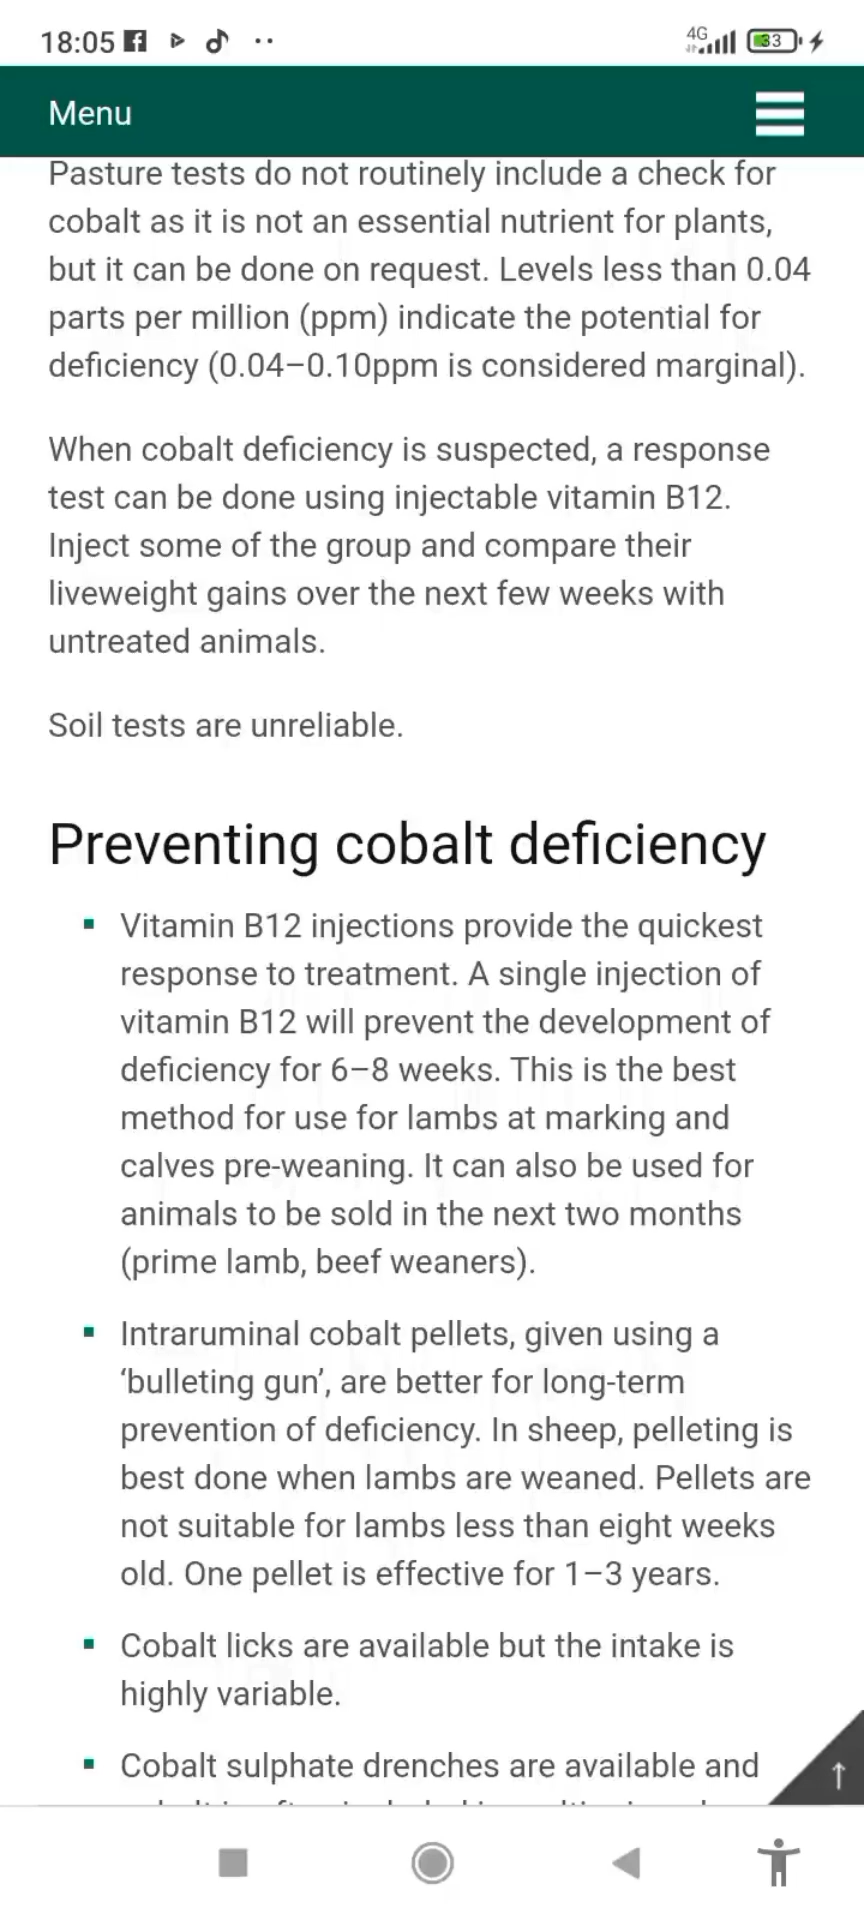 18:05
4G
33
Menu
Pasture tests do not routinely include a check for
cobalt as it is not an essential nutrient for plants,
but it can be done on request. Levels less than 0.04
parts per million (ppm) indicate the potential for
deficiency (0.04–0.10ppm is considered marginal).
When cobalt deficiency is suspected, a response
test can be done using injectable vitamin B12.
Inject some of the group and compare their
liveweight gains over the next few weeks with
untreated animals.
Soil tests are unreliable.
Preventing cobalt deficiency
▪ Vitamin B12 injections provide the quickest
response to treatment. A single injection of
vitamin B12 will prevent the development of
deficiency for 6–8 weeks. This is the best
method for use for lambs at marking and
calves pre-weaning. It can also be used for
animals to be sold in the next two months
(prime lamb, beef weaners).
▪ Intraruminal cobalt pellets, given using a
‘bulleting gun’, are better for long-term
prevention of deficiency. In sheep, pelleting is
best done when lambs are weaned. Pellets are
not suitable for lambs less than eight weeks
old. One pellet is effective for 1–3 years.
▪ Cobalt licks are available but the intake is
highly variable.
▪ Cobalt sulphate drenches are available and